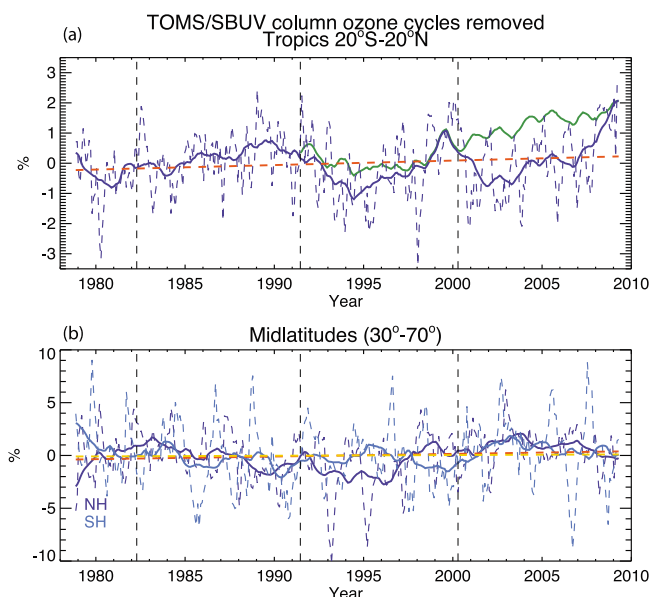 TOMS/SBUV column ozone cycles removed
(a) Tropics 20°S-20°N
3
2
1
0
-1
-2
-3
%
1980 1985 1990 1995 2000 2005 2010
Year
(b) Midlatitudes (30°-70°)
10
5
0
-5
-10
%
NH
SH
1980 1985 1990 1995 2000 2005 2010
Year